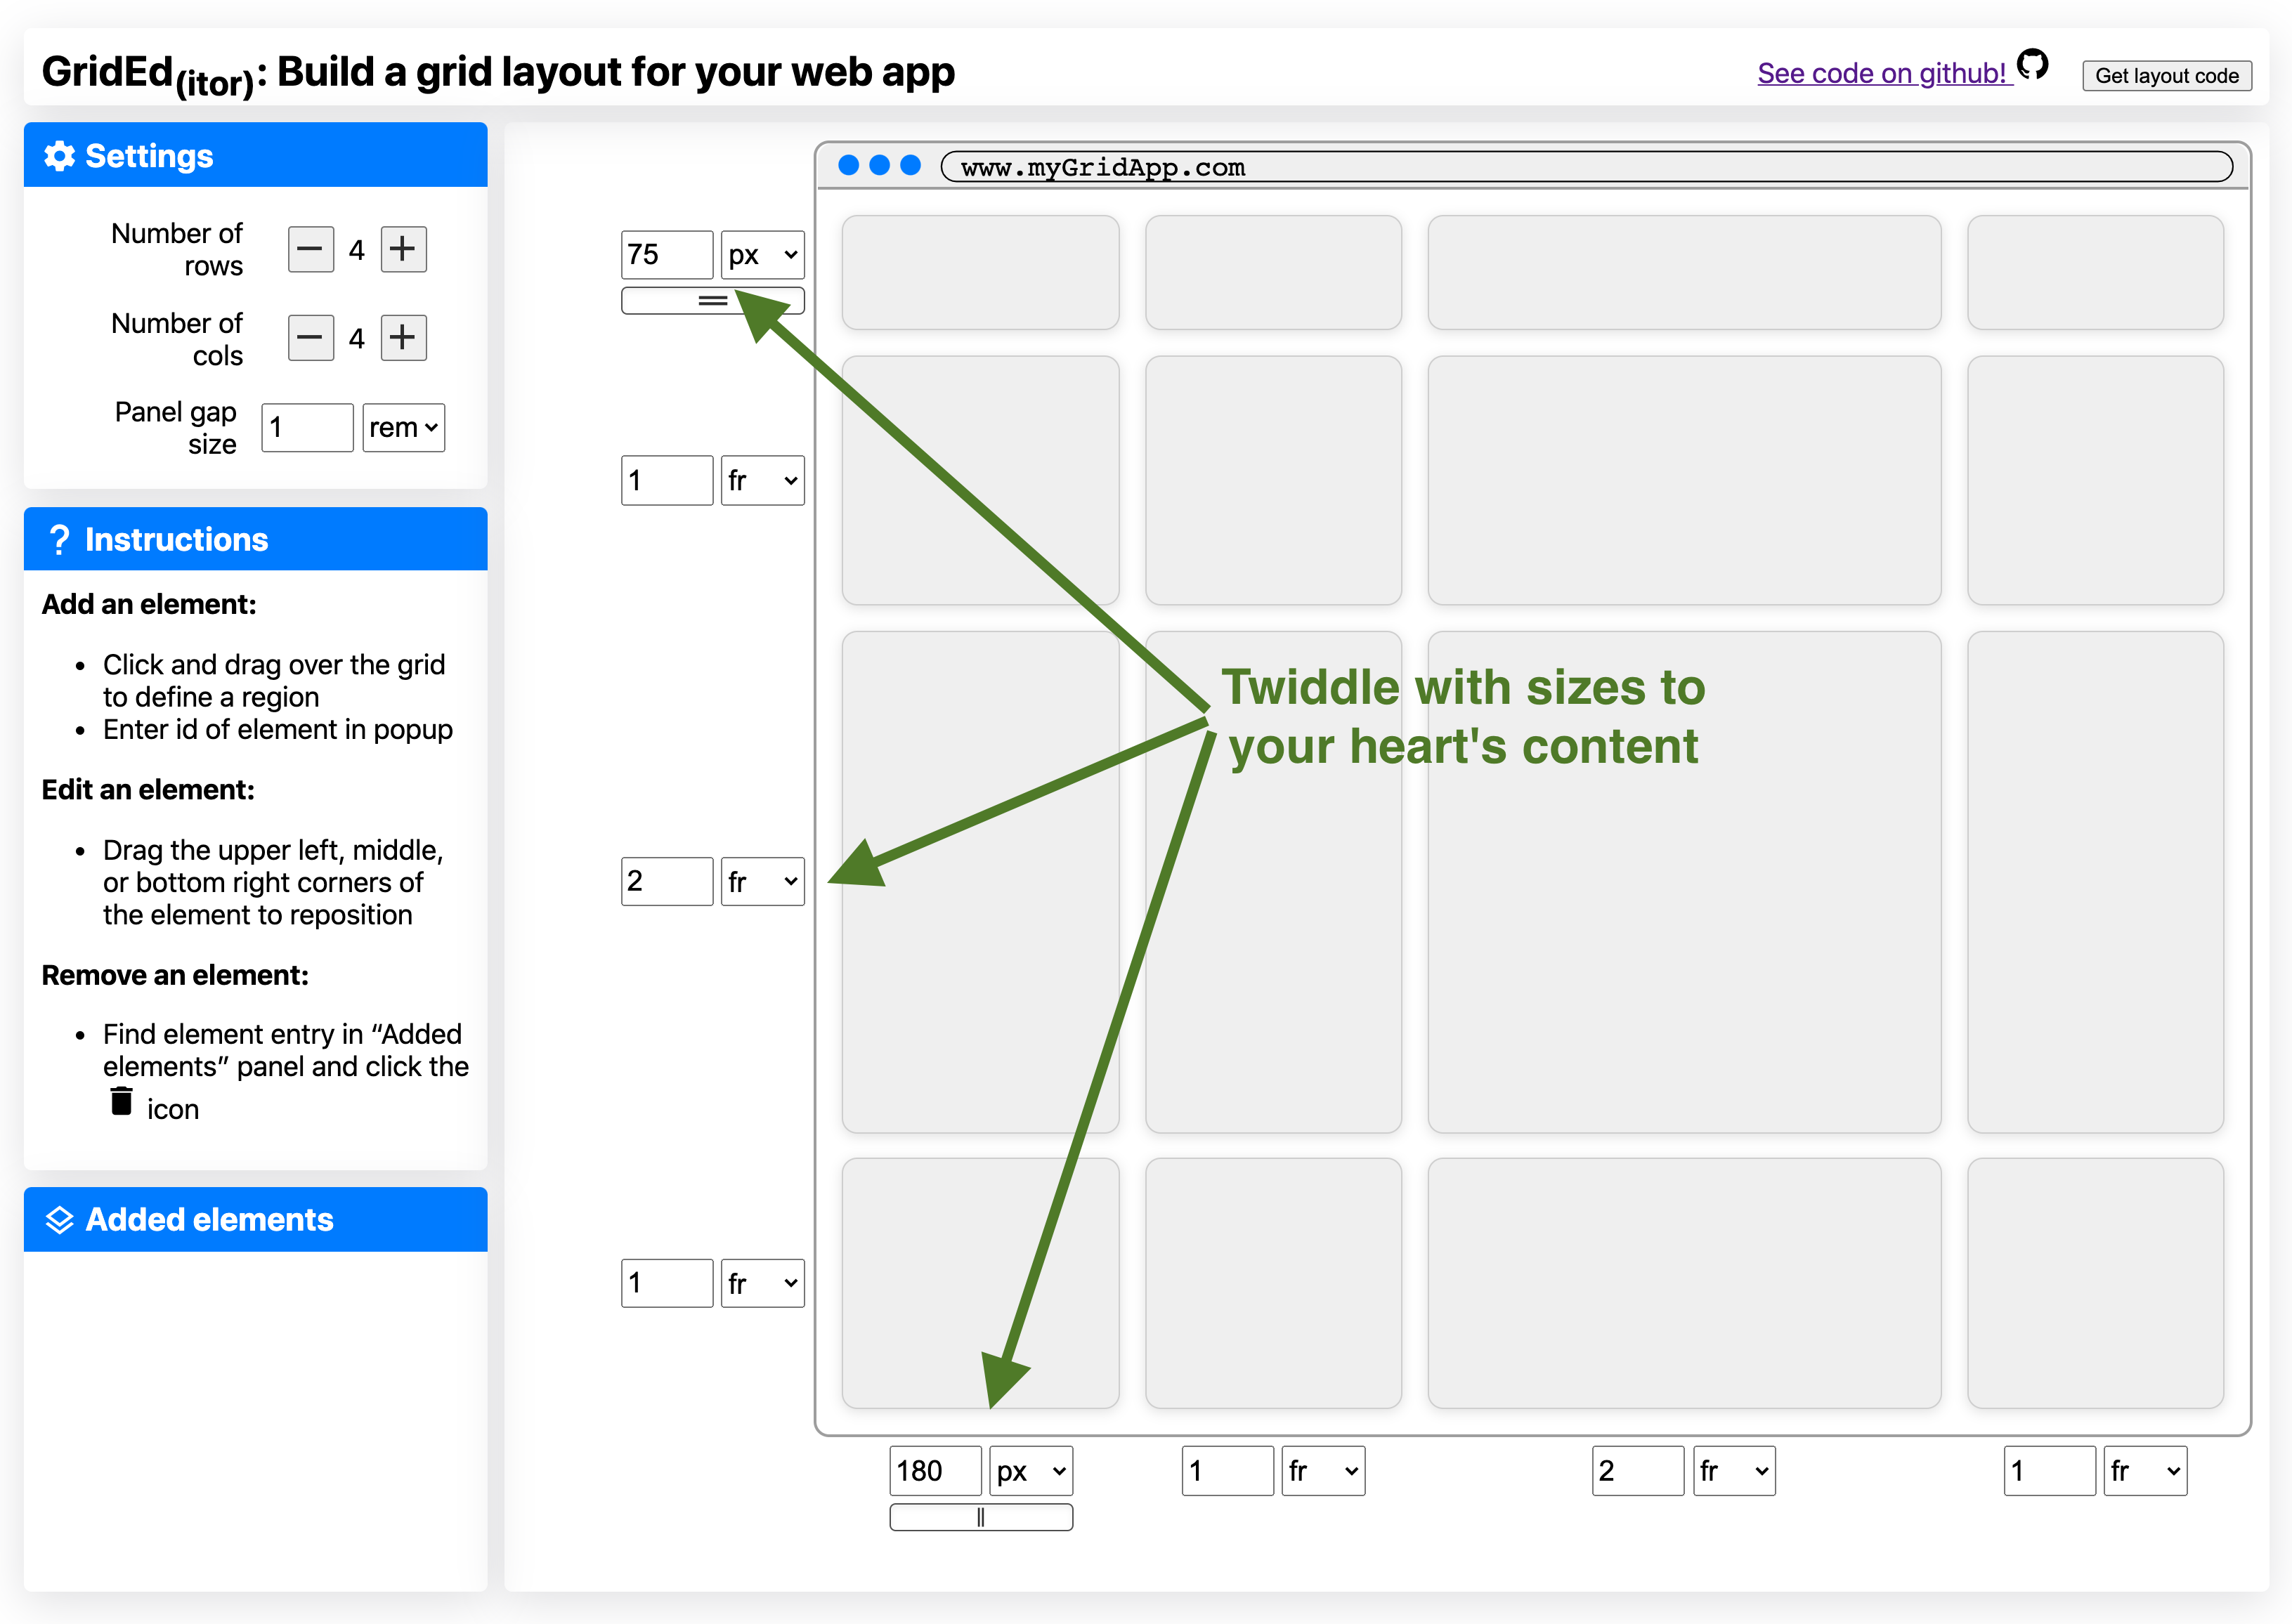 GridEd(itor): Build a grid layout for your web app
See code on github!
Get layout code
Settings
Number of
rows
4
Number of
cols
4
Panel gap
size
1
rem
? Instructions
Add an element:
• Click and drag over the grid
to define a region
• Enter id of element in popup
Edit an element:
• Drag the upper left, middle,
or bottom right corners of
the element to reposition
Remove an element:
• Find element entry in “Added
elements” panel and click the
icon
Added elements
www.myGridApp.com
75 px
1 fr
2 fr
1 fr
Twiddle with sizes to
your heart's content
180 px
1 fr
2 fr
1 fr